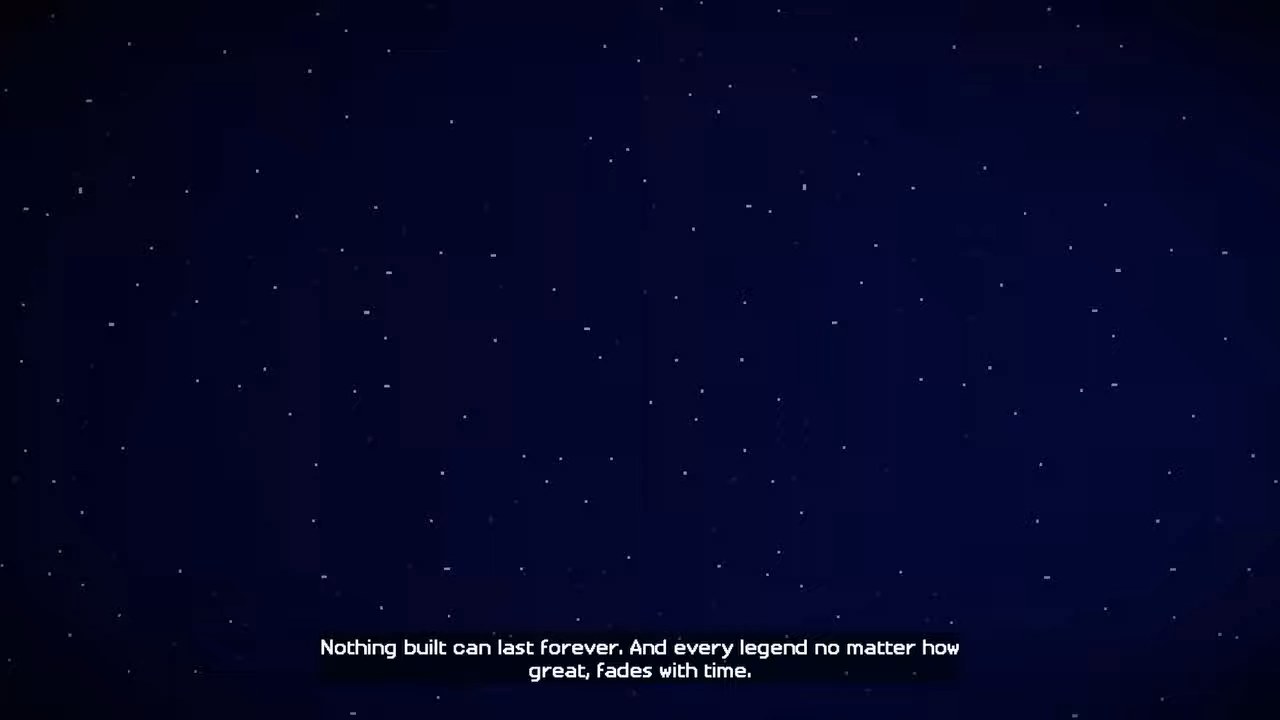 Nothing built can last forever. And every legend no matter how
great, fades with time.